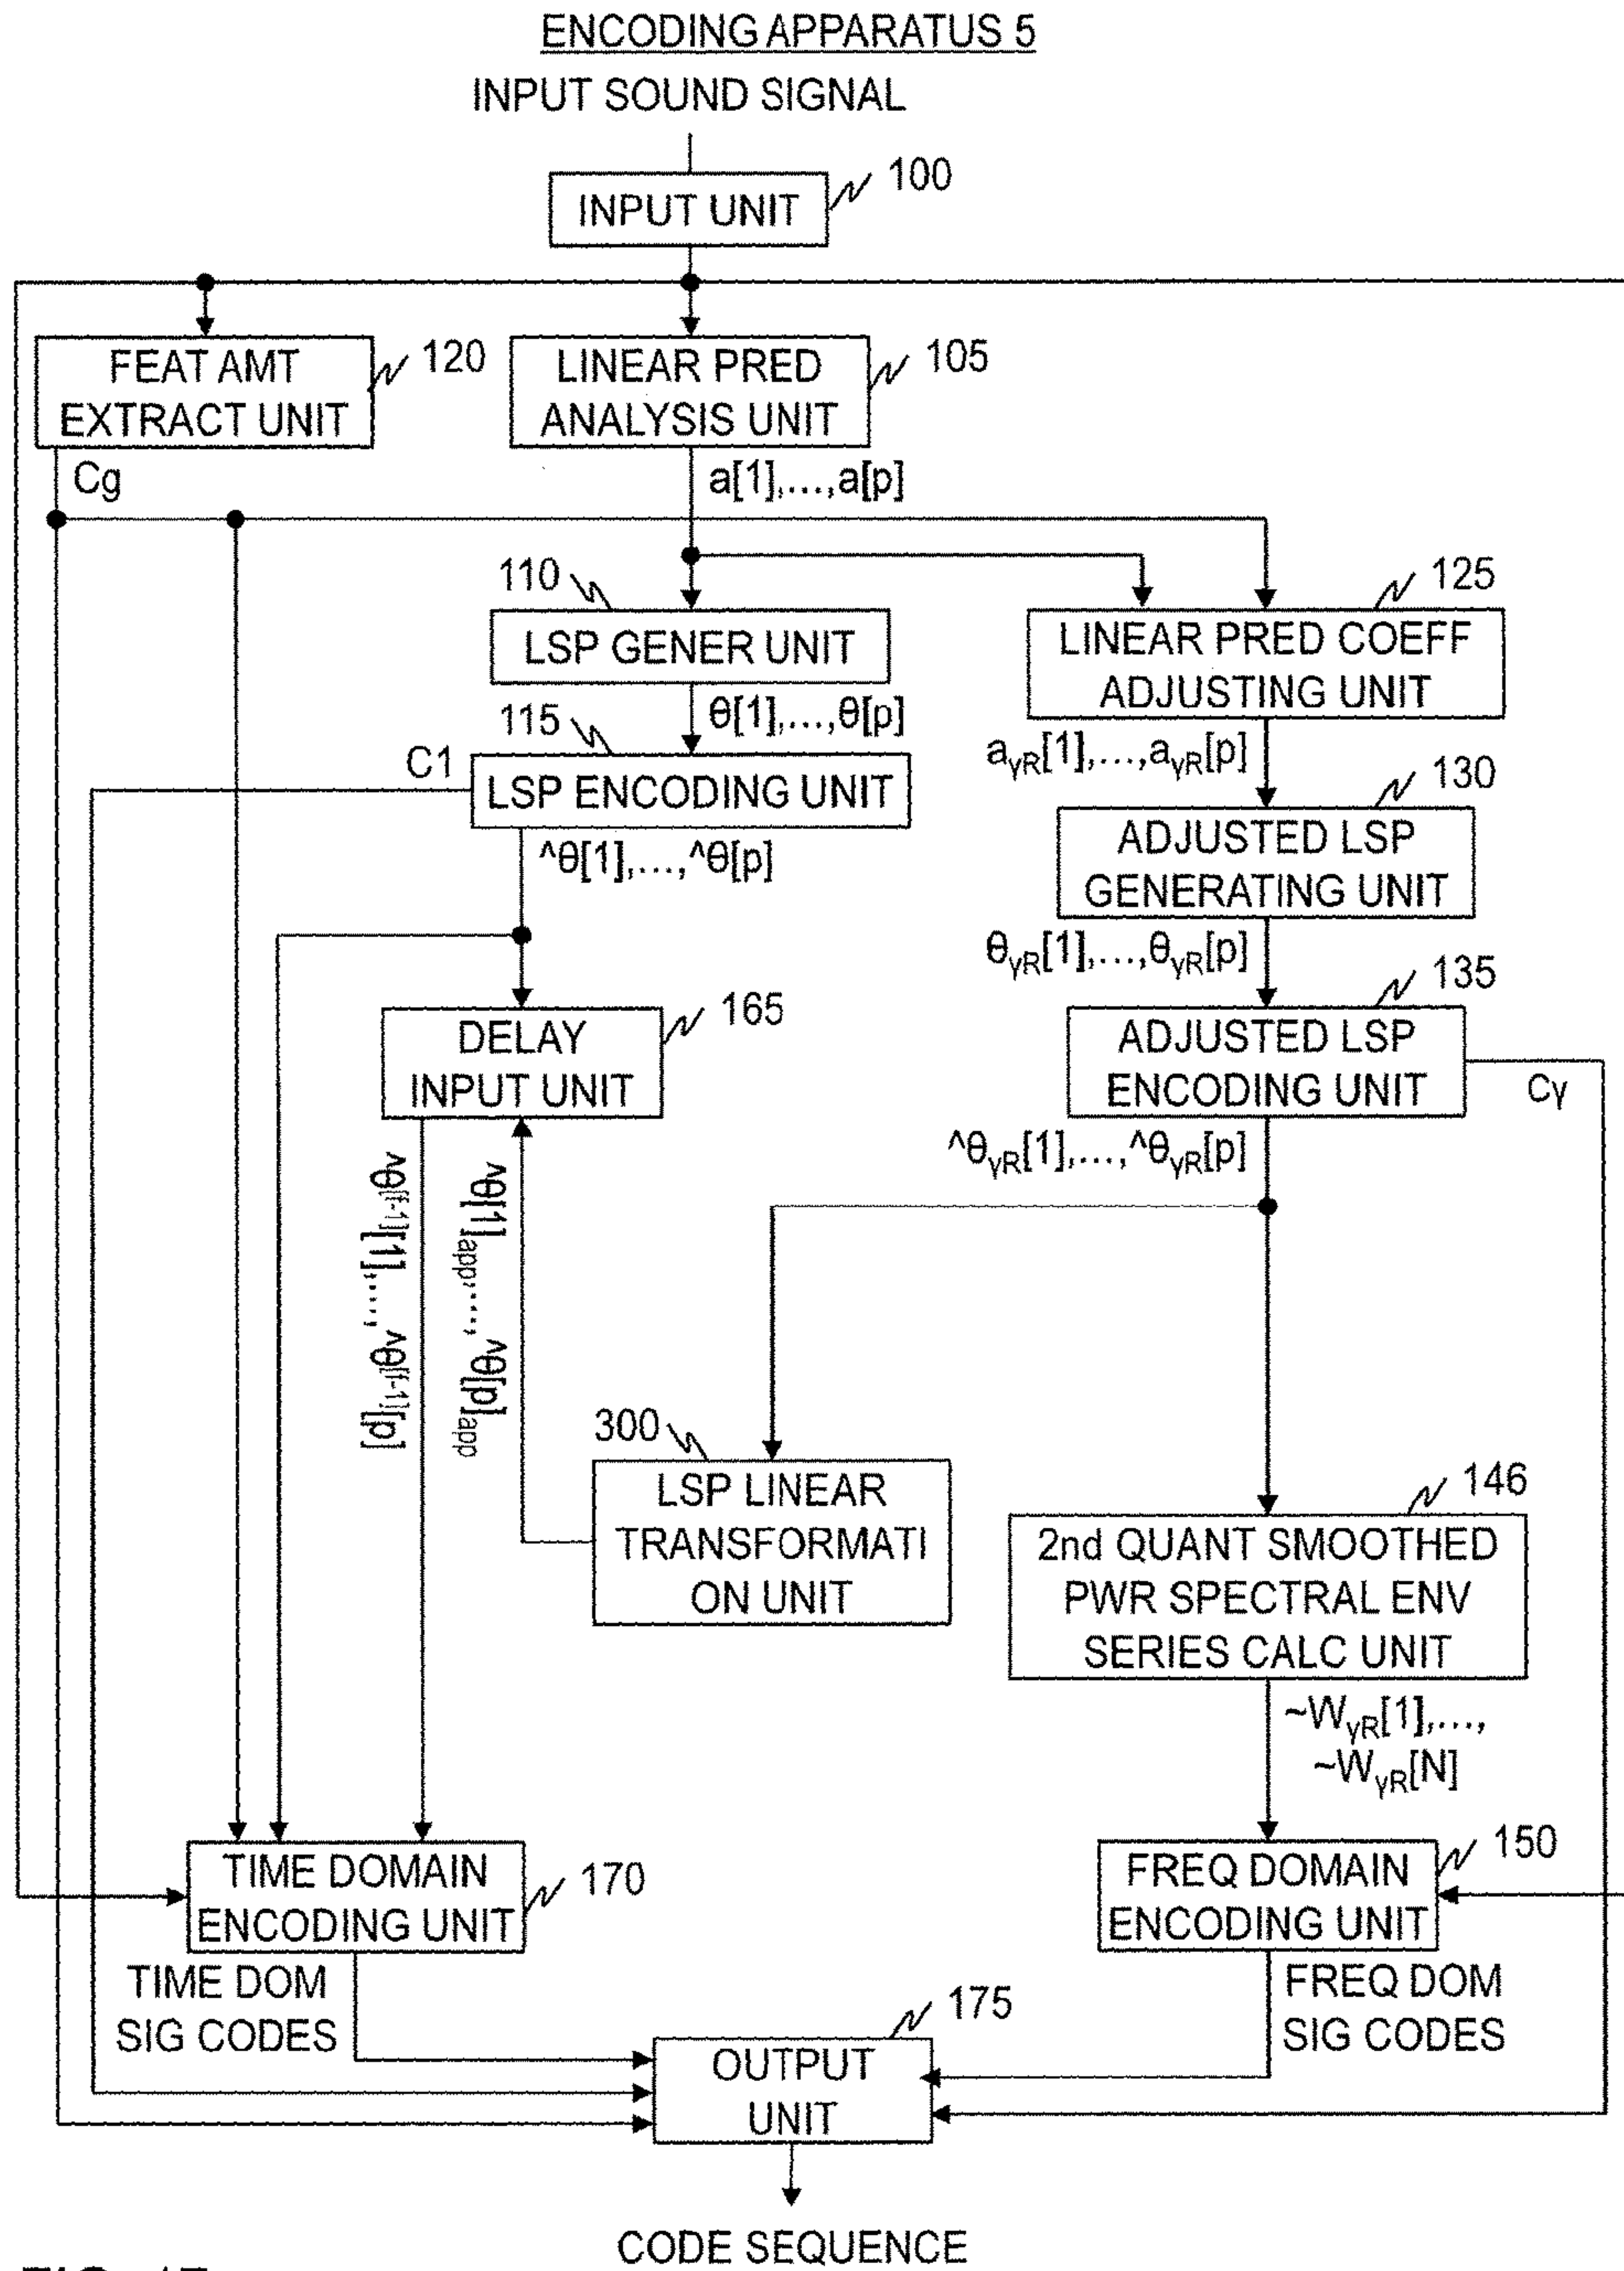 ENCODING APPARATUS 5
INPUT SOUND SIGNAL
INPUT UNIT
100
FEAT AMT
EXTRACT UNIT
120
LINEAR PRED
ANALYSIS UNIT
105
Cg
a[1],...,a[p]
110
LSP GENER UNIT
125
LINEAR PRED COEFF
ADJUSTING UNIT
θ[1],...,θ[p]
115
C1
LSP ENCODING UNIT
aγR[1],...,aγR[p]
130
ADJUSTED LSP
GENERATING UNIT
^θ[1],...,^θ[p]
θγR[1],...,θγR[p]
135
ADJUSTED LSP
ENCODING UNIT
Cγ
165
DELAY
INPUT UNIT
^θγR[1],...,^θγR[p]
^θ[f-1][1],...,^θ[f-1][p]
^θ[1]app,...,^θ[p]app
300
LSP LINEAR
TRANSFORMATI
ON UNIT
146
2nd QUANT SMOOTHED
PWR SPECTRAL ENV
SERIES CALC UNIT
~WγR[1],...,
~WγR[N]
TIME DOMAIN
ENCODING UNIT
170
FREQ DOMAIN
ENCODING UNIT
150
TIME DOM
SIG CODES
FREQ DOM
SIG CODES
175
OUTPUT
UNIT
CODE SEQUENCE